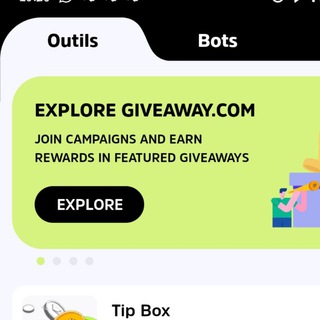 Outils
Bots
EXPLORE GIVEAWAY.COM
JOIN CAMPAIGNS AND EARN
REWARDS IN FEATURED GIVEAWAYS
EXPLORE
Tip Box